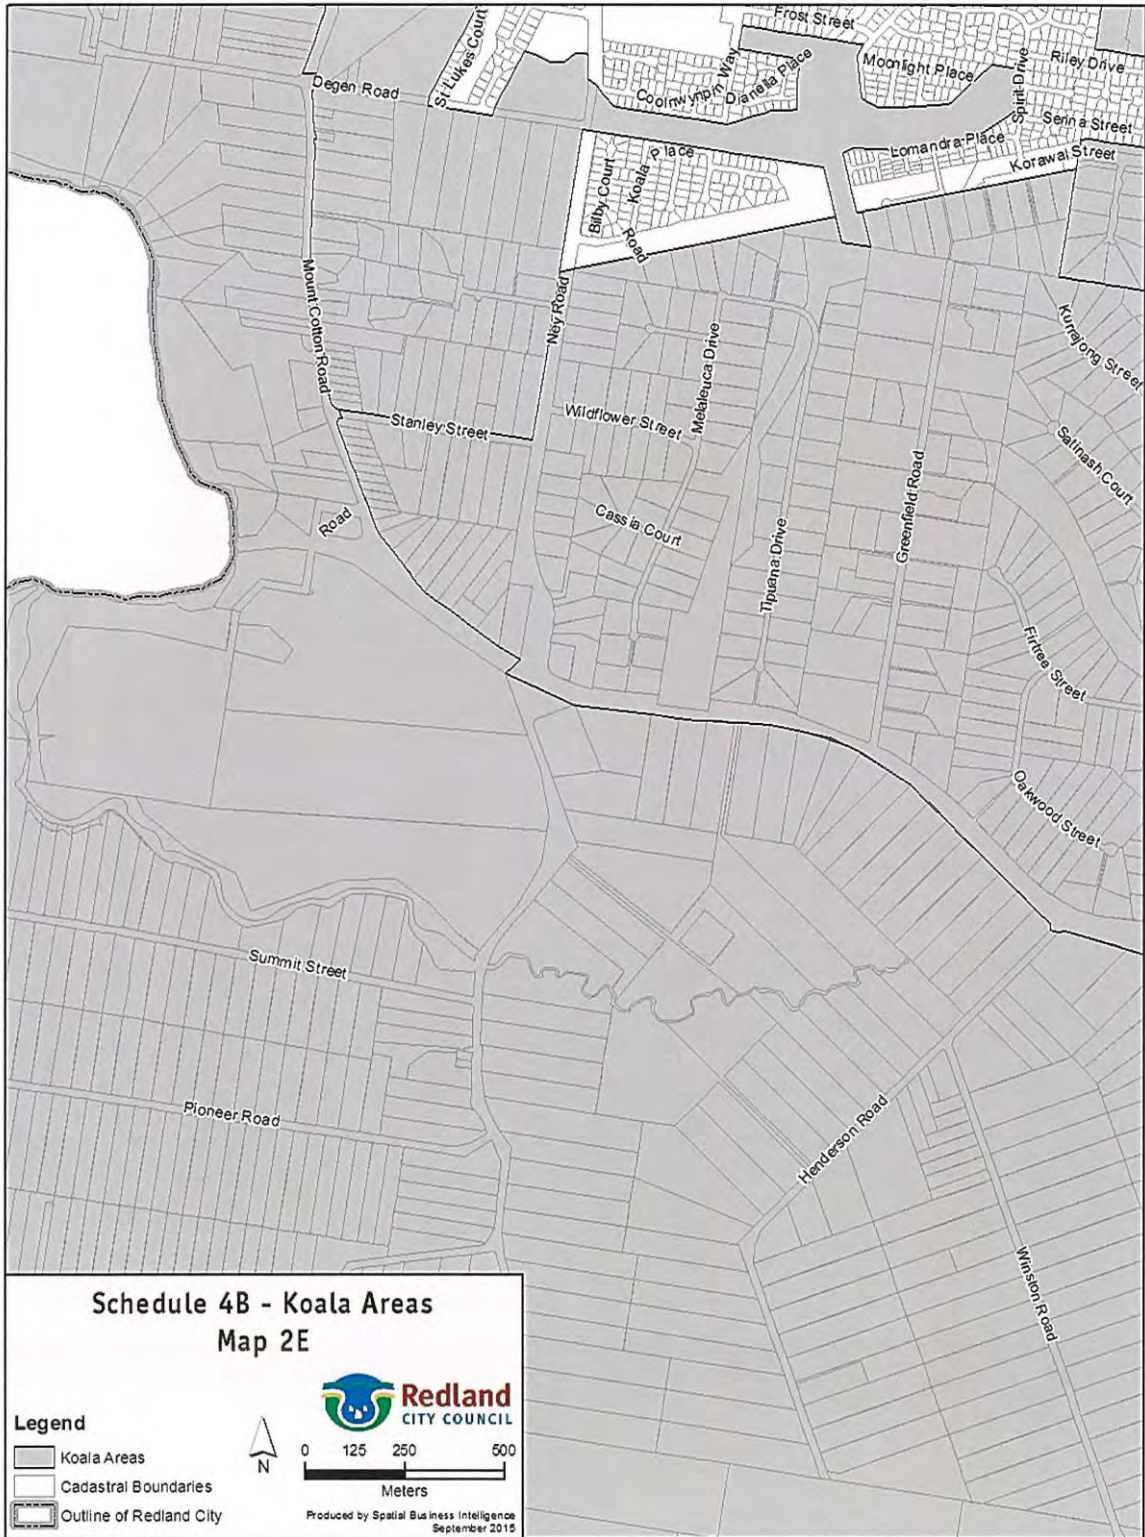 Frost Street
Riley Drive
Moonlight Place
St Lukes Court
Degen Road
Coolnwynpin Way
Dianella Place
Spirit Drive
Serina Street
Lomandra Place
Korawal Street
Koala Place
Bilby Court
Road
Mount Cotton Road
Ney Road
Melaleuca Drive
Kurrajong Street
Stanley Street
Wildflower Street
Satinash Court
Greenfield Road
Road
Cassia Court
Tipuana Drive
Firtree Street
Oakwood Street
Summit Street
Pioneer Road
Henderson Road
Winston Road
Schedule 4B - Koala Areas
Map 2E
Redland
CITY COUNCIL
Legend
Koala Areas
Cadastral Boundaries
Outline of Redland City
N
0 125 250 500
Meters
Produced by Spatial Business Intelligence
September 2015